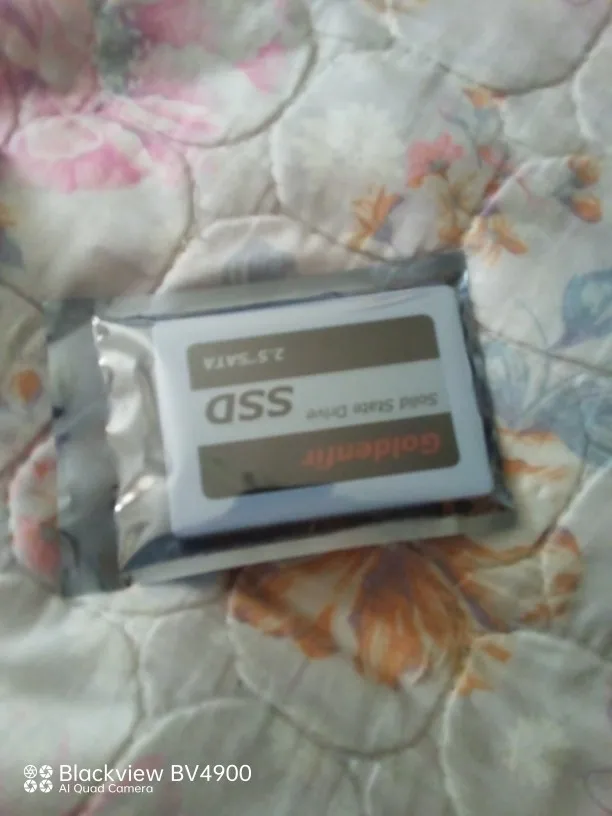 Goldenfir
Solid State Drive SSD
2.5"SATA
Blackview BV4900
AI Quad Camera